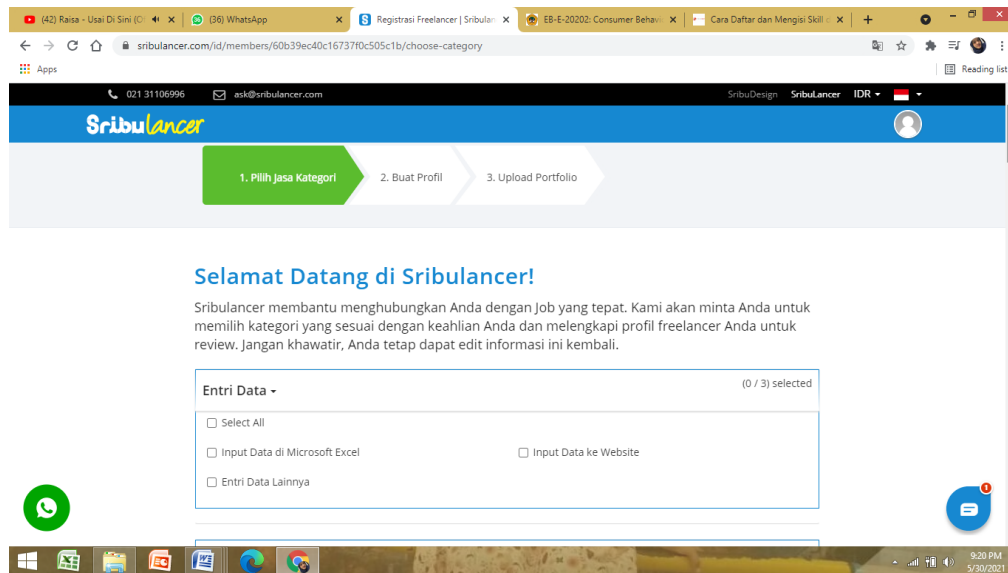 (42) Raisa - Usai Di Sini (O
(36) WhatsApp
Registrasi Freelancer | Sribulan
EB-E-20202: Consumer Behavi
Cara Daftar dan Mengisi Skill
sribulancer.com/id/members/60b39ec40c16737f0c505c1b/choose-category
Apps
Reading list
021 31106996
ask@sribulancer.com
SribuDesign
SribuLancer
IDR
Sribulancer
1. Pilih Jasa Kategori
2. Buat Profil
3. Upload Portfolio
Selamat Datang di Sribulancer!
Sribulancer membantu menghubungkan Anda dengan Job yang tepat. Kami akan minta Anda untuk
memilih kategori yang sesuai dengan keahlian Anda dan melengkapi profil freelancer Anda untuk
review. Jangan khawatir, Anda tetap dapat edit informasi ini kembali.
Entri Data
(0 / 3) selected
Select All
Input Data di Microsoft Excel
Input Data ke Website
Entri Data Lainnya
1
9:20 PM
5/30/2021